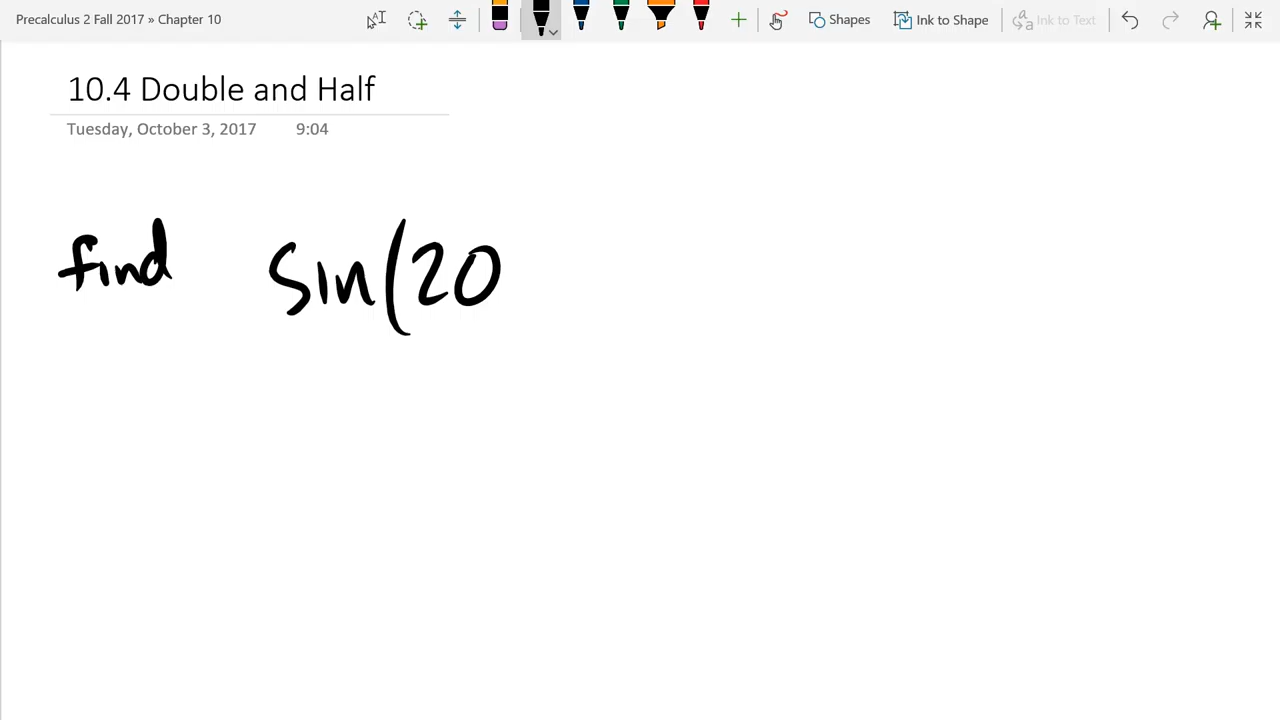 Precalculus 2 Fall 2017 » Chapter 10
Shapes
Ink to Shape
Ink to Text
10.4 Double and Half
Tuesday, October 3, 2017 9:04
find sin(20